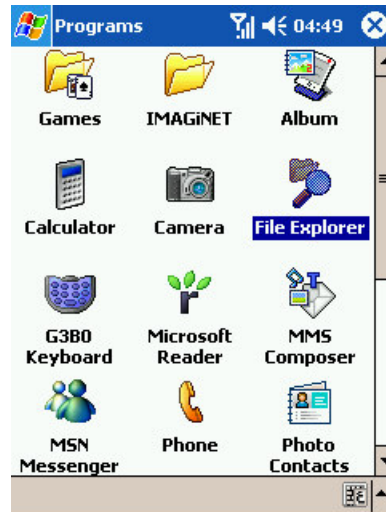 Programs 04:49
Games IMAGiNET Album
Calculator Camera File Explorer
G3B0 Microsoft MMS
Keyboard Reader Composer
MSN Phone Photo
Messenger Contacts